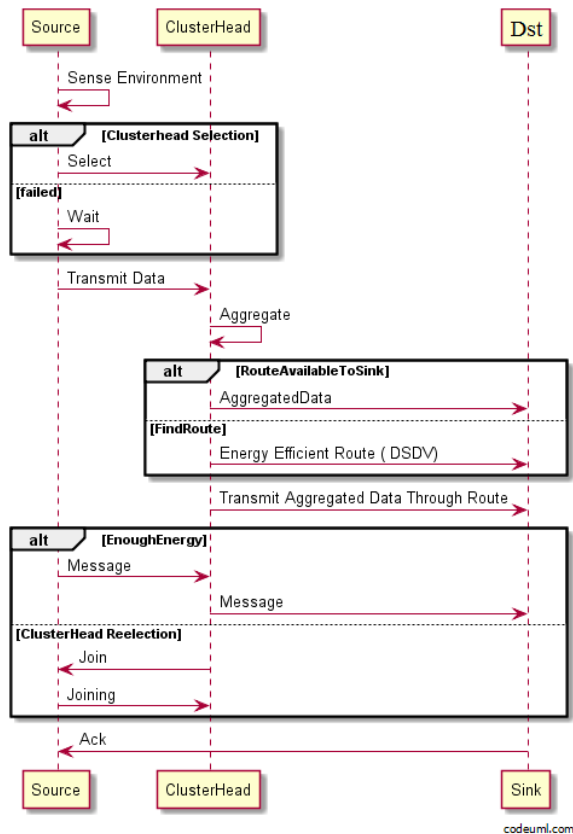 Source ClusterHead Dst
Sense Environment
alt [Clusterhead Selection]
Select
[failed]
Wait
Transmit Data
Aggregate
alt [RouteAvailableToSink]
AggregatedData
[FindRoute]
Energy Efficient Route ( DSDV)
Transmit Aggregated Data Through Route
alt [EnoughEnergy]
Message
Message
[ClusterHead Reelection]
Join
Joining
Ack
Source ClusterHead Sink
codeuml.com